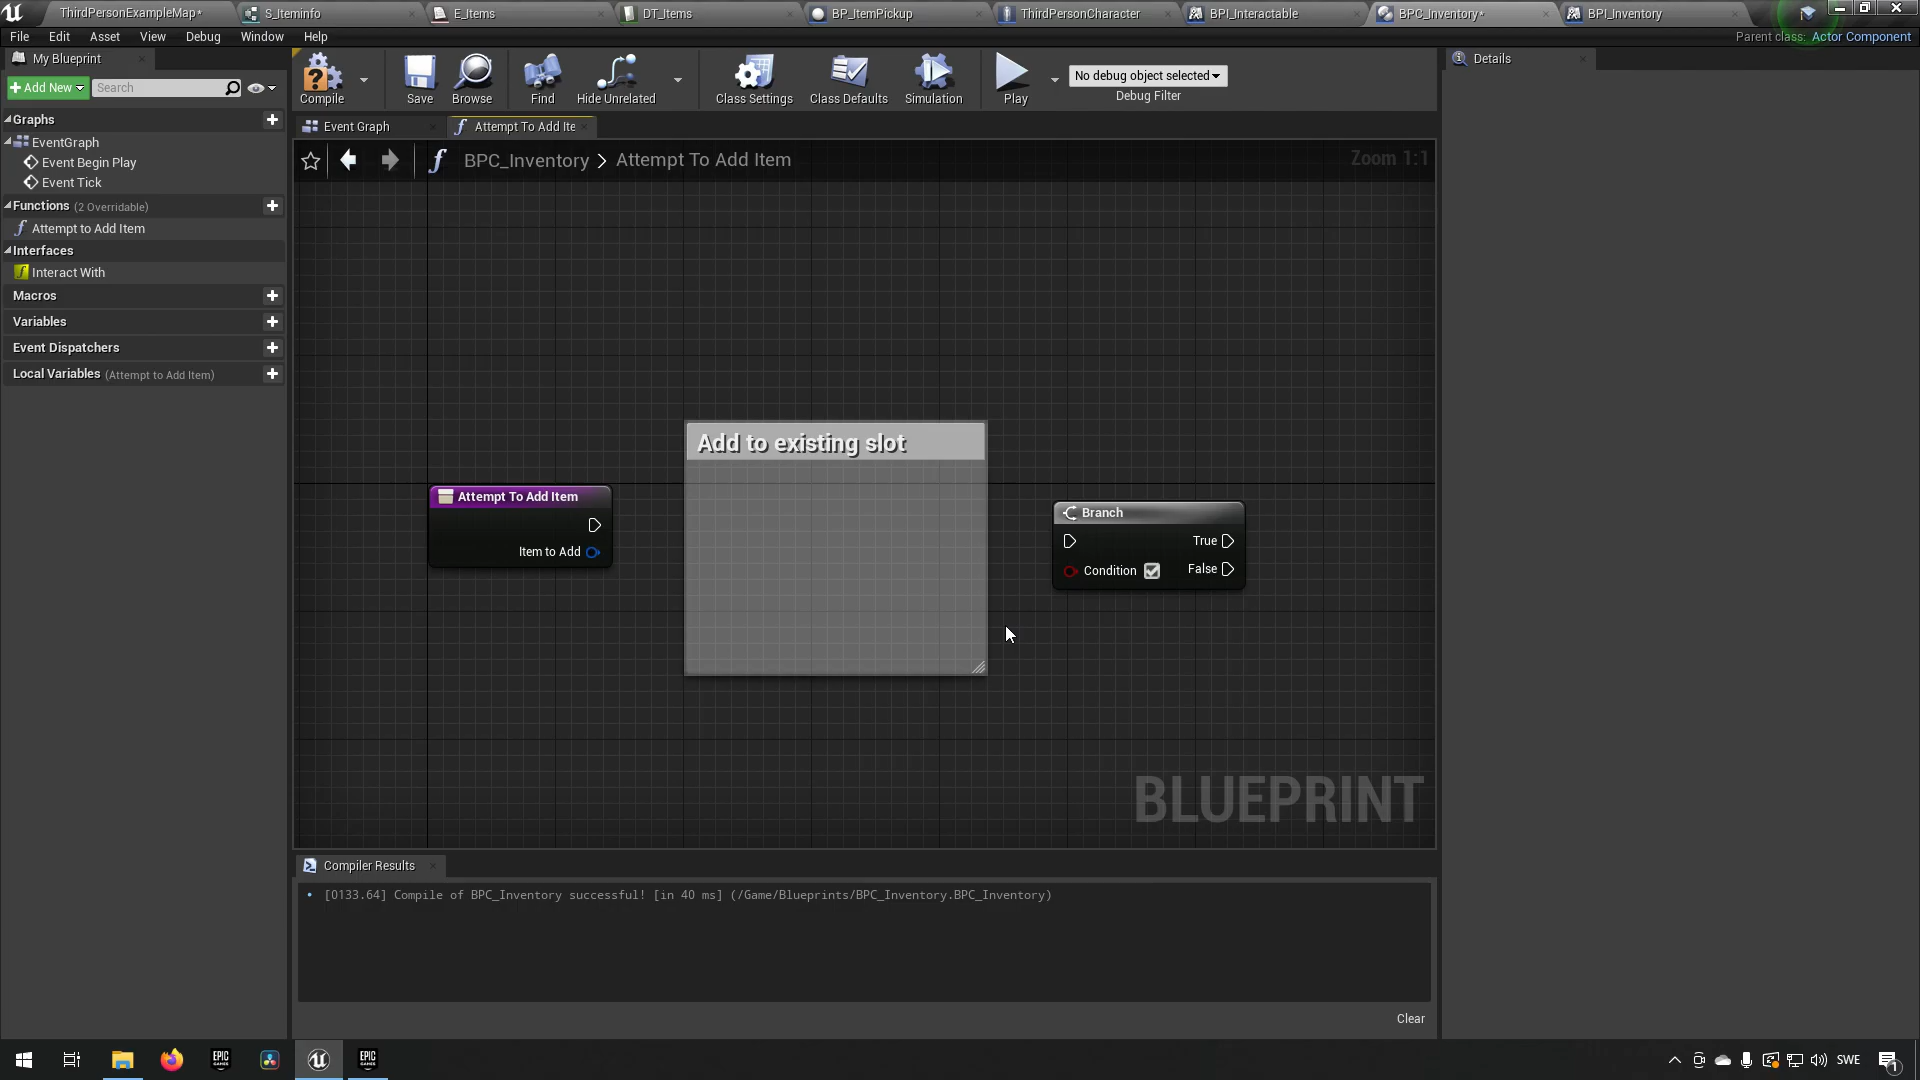 ThirdPersonExampleMap*
S_Iteminfo
E_Items
DT_Items
BP_ItemPickup
ThirdPersonCharacter
BPI_Interactable
BPC_Inventory*
BPI_Inventory
File
Edit
Asset
View
Debug
Window
Help
Parent class: Actor Component
My Blueprint
Add New
Search
Compile
Save
Browse
Find
Hide Unrelated
Class Settings
Class Defaults
Simulation
Play
No debug object selected
Debug Filter
Details
Graphs
EventGraph
Event Begin Play
Event Tick
Functions (2 Overridable)
Attempt to Add Item
Interfaces
Interact With
Macros
Variables
Event Dispatchers
Local Variables (Attempt to Add Item)
Event Graph
Attempt To Add Ite
BPC_Inventory > Attempt To Add Item
Zoom 1:1
Add to existing slot
Attempt To Add Item
Item to Add
Branch
True
Condition
False
BLUEPRINT
Compiler Results
[0133.64] Compile of BPC_Inventory successful! [in 40 ms] (/Game/Blueprints/BPC_Inventory.BPC_Inventory)
Clear
EPIC GAMES
EPIC GAMES
SWE
1